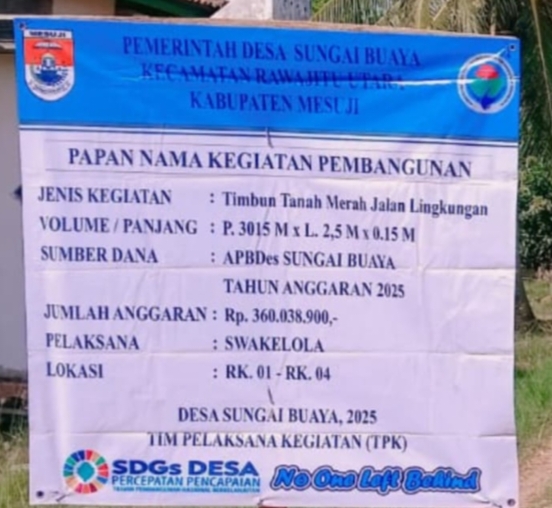 MESUJI
PEMERINTAH DESA SUNGAI BUAYA
KECAMATAN RAWAJITU UTARA
KABUPATEN MESUJI
PAPAN NAMA KEGIATAN PEMBANGUNAN
JENIS KEGIATAN : Timbun Tanah Merah Jalan Lingkungan
VOLUME / PANJANG : P. 3015 M x L. 2,5 M x 0.15 M
SUMBER DANA : APBDes SUNGAI BUAYA
TAHUN ANGGARAN 2025
JUMLAH ANGGARAN : Rp. 360.038.900,-
PELAKSANA : SWAKELOLA
LOKASI : RK. 01 - RK. 04
DESA SUNGAI BUAYA, 2025
TIM PELAKSANA KEGIATAN (TPK)
SDGs DESA
PERCEPATAN PENCAPAIAN
No One Left Behind